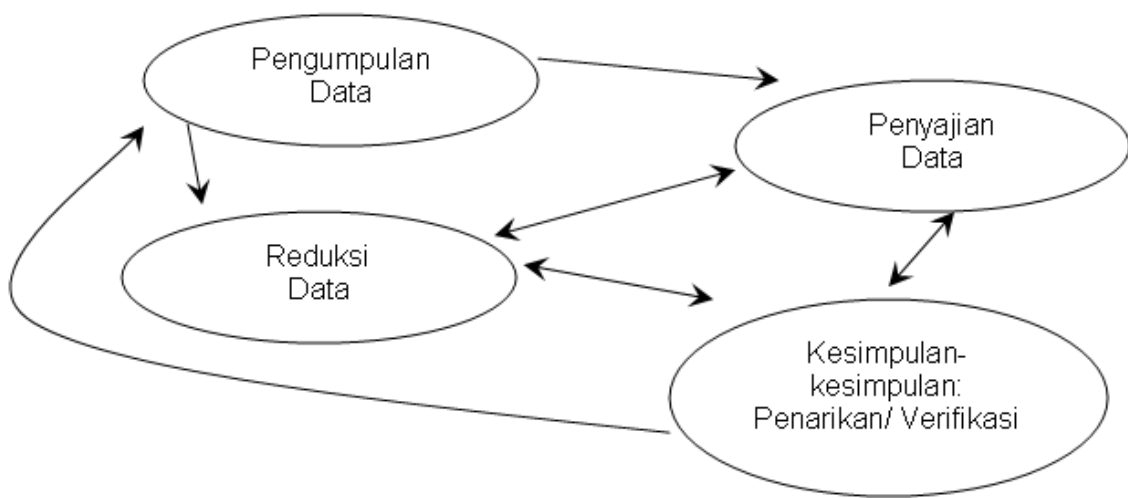 Pengumpulan
Data
Penyajian
Data
Reduksi
Data
Kesimpulan-
kesimpulan:
Penarikan/ Verifikasi